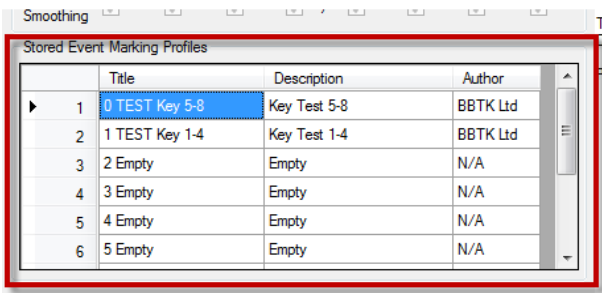 Smoothing
Stored Event Marking Profiles
Title Description Author
1 0 TEST Key 5-8 Key Test 5-8 BBTK Ltd
2 1 TEST Key 1-4 Key Test 1-4 BBTK Ltd
3 2 Empty Empty N/A
4 3 Empty Empty N/A
5 4 Empty Empty N/A
6 5 Empty Empty N/A